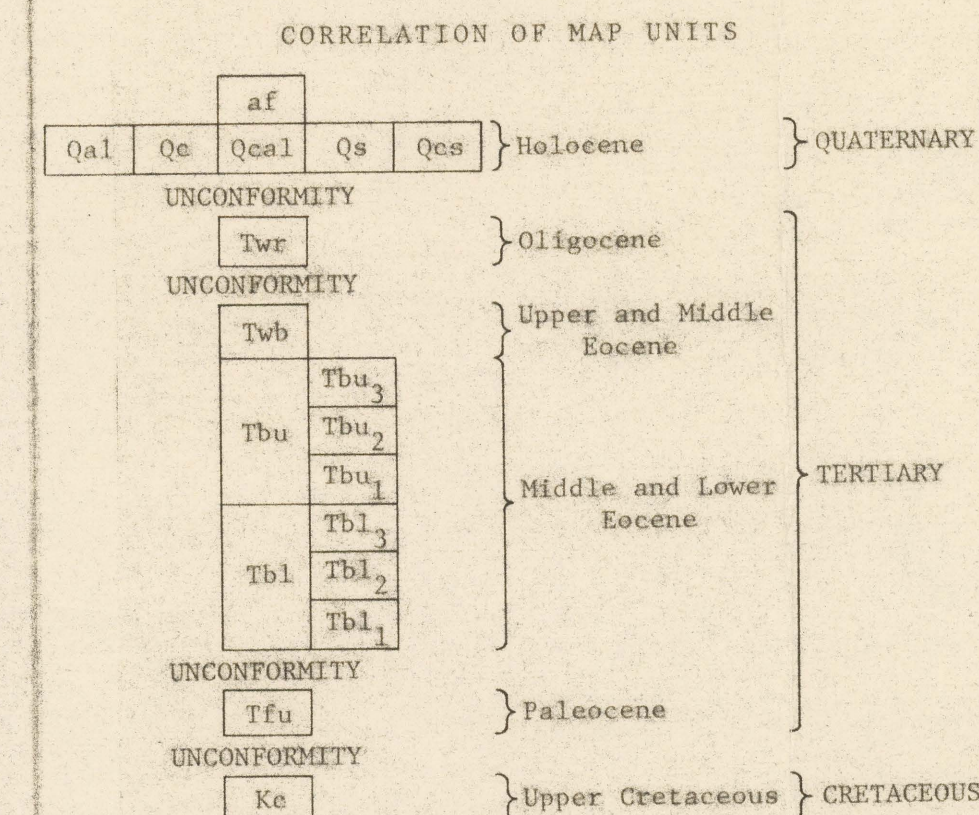 CORRELATION OF MAP UNITS
af
Qal Qc Qcal Qs Qcs Holocene QUATERNARY
UNCONFORMITY
Twr Oligocene
UNCONFORMITY
Twb Upper and Middle
Eocene
Tbu3
Tbu Tbu2
Tbu1
Middle and Lower TERTIARY
Eocene
Tbl3
Tbl Tbl2
Tbl1
UNCONFORMITY
Tfu Paleocene
UNCONFORMITY
Kc Upper Cretaceous CRETACEOUS